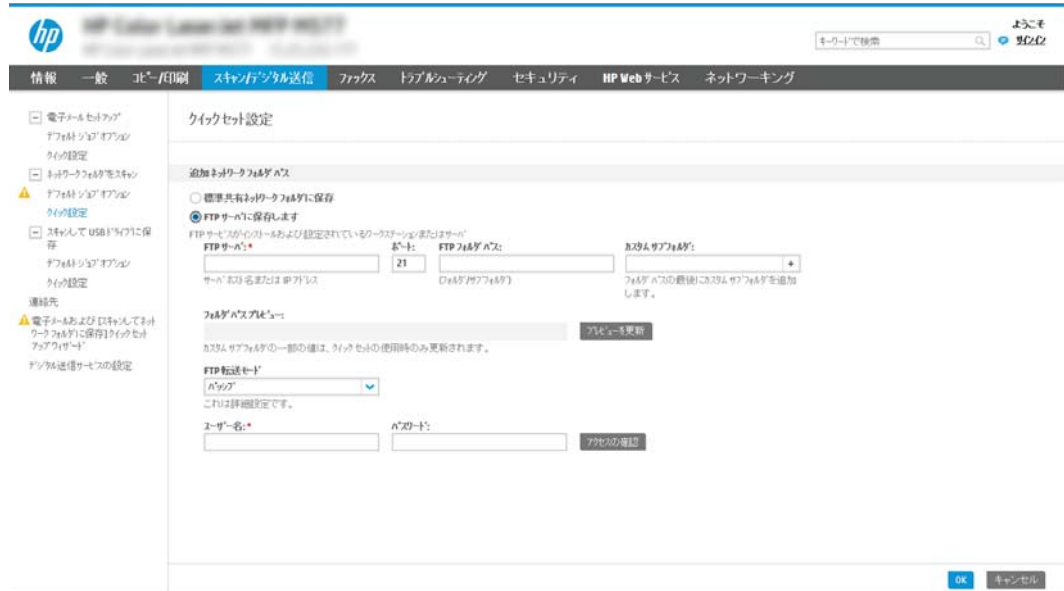 hp
ようこそ
キーワードで検索
サインイン
情報 一般 コピー/印刷 スキャン/デジタル送信 ファックス トラブルシューティング セキュリティ HP Web サービス ネットワーキング
電子メール セットアップ
デフォルト ジョブ オプション
クイック設定
ネットワーク フォルダをスキャン
デフォルト ジョブ オプション
クイック設定
スキャンして USB ドライブに保
存
デフォルト ジョブ オプション
クイック設定
連絡先
電子メールおよび [スキャンしてネット
ワーク フォルダに保存] クイック セット
アップ ウィザード
デジタル送信サービスの設定
クイック セット設定
追加ネットワーク フォルダ パス
標準共有ネットワーク フォルダに保存
FTP サーバに保存します
FTP サービスがインストールおよび設定されているワークステーションまたはサーバ
FTP サーバ:* ポート: FTP フォルダ パス: カスタム サブフォルダ:
21 +
サーバ ホスト名または IP アドレス (フォルダ/サブフォルダ) フォルダ パスの最後にカスタム サブフォルダを追加
します。
フォルダ パス プレビュー:
プレビューを更新
カスタム サブフォルダの一部の値は、クイック セットの使用時のみ更新されます。
FTP 転送モード
パッシブ
これは詳細設定です。
ユーザー名:* パスワード:
アクセスの確認
OK キャンセル